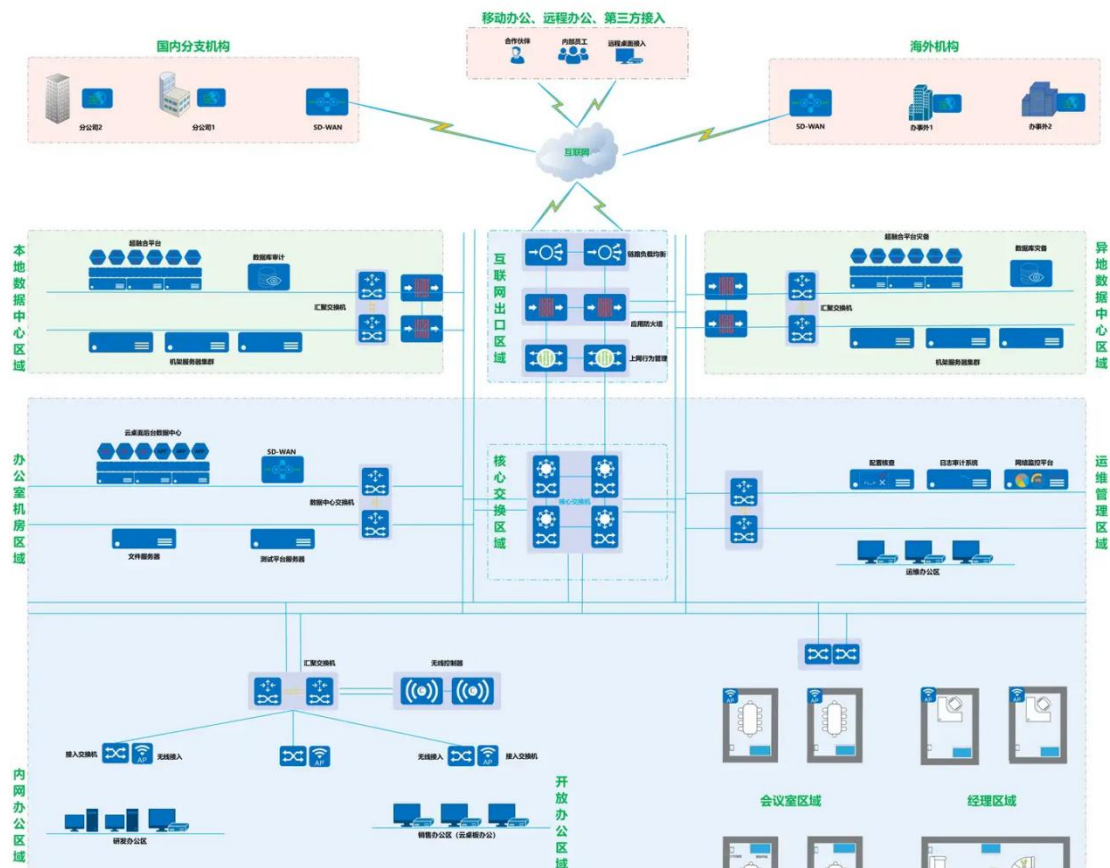 移动办公、远程办公、第三方接入
合作伙伴
内部员工
远程桌面接入
国内分支机构
分公司2
分公司1
SD-WAN
海外机构
SD-WAN
办事外1
办事外2
互联网
本地数据中心区域
超融合平台
数据库审计
汇聚交换机
机架服务器集群
互联网出口区域
链路负载均衡
应用防火墙
上网行为管理
异地数据中心区域
超融合平台灾备
数据库灾备
汇聚交换机
机架服务器集群
办公室机房区域
云桌面后台数据中心
SD-WAN
数据中心交换机
文件服务器
测试平台服务器
核心交换区域
核心交换机
运维管理区域
配置核查
日志审计系统
网络监控平台
运维办公区
汇聚交换机
无线控制器
接入交换机
AP
无线接入
AP
无线接入
AP
接入交换机
内网办公区域
研发办公区
销售办公区（云桌板办公）
开放办公区域
AP
AP
AP
AP
会议室区域
经理区域